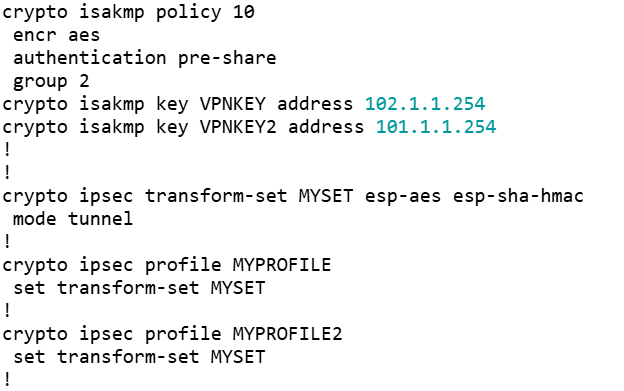 crypto isakmp policy 10
 encr aes
 authentication pre-share
 group 2
crypto isakmp key VPNKEY address 102.1.1.254
crypto isakmp key VPNKEY2 address 101.1.1.254
!
!
crypto ipsec transform-set MYSET esp-aes esp-sha-hmac
 mode tunnel
!
crypto ipsec profile MYPROFILE
 set transform-set MYSET
!
crypto ipsec profile MYPROFILE2
 set transform-set MYSET
!